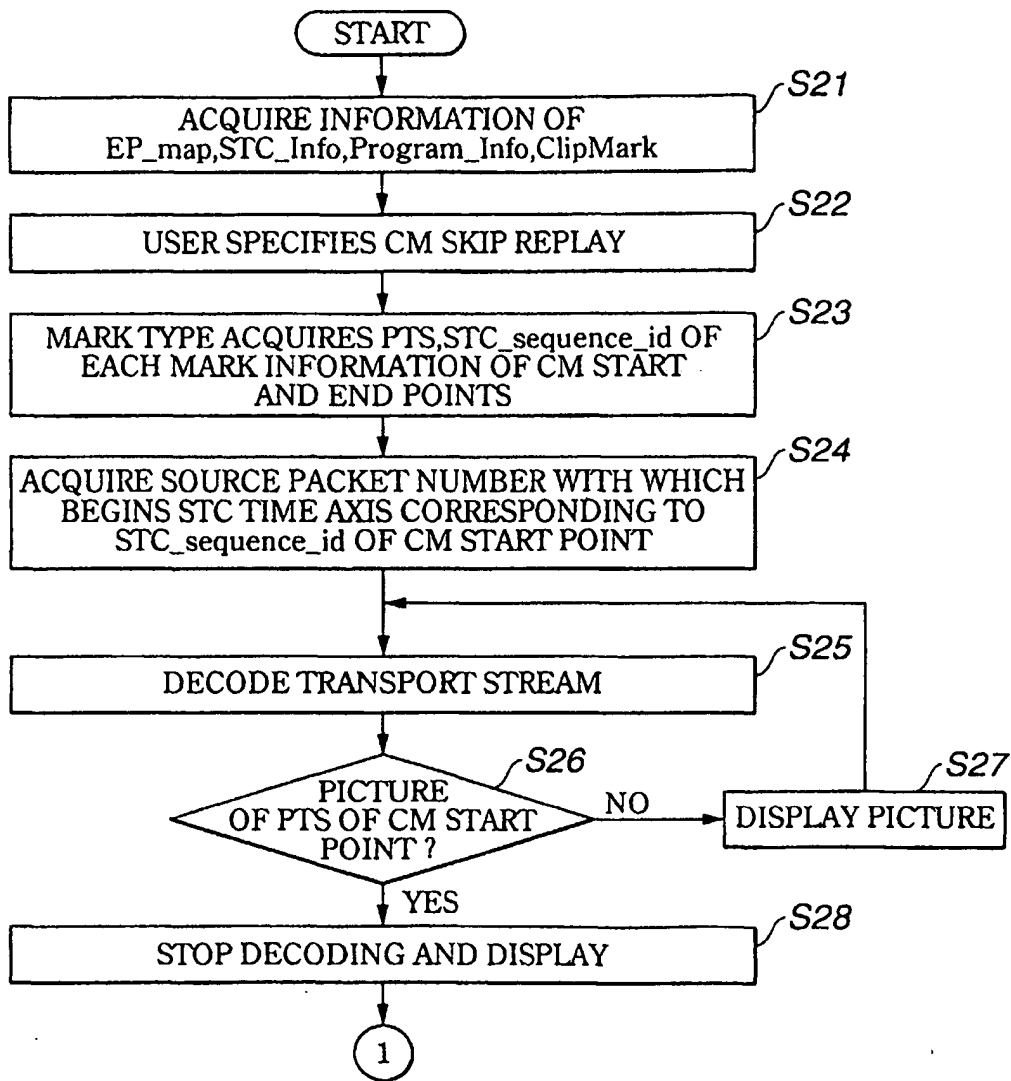 START
S21
ACQUIRE INFORMATION OF
EP_map,STC_Info,Program_Info,ClipMark
S22
USER SPECIFIES CM SKIP REPLAY
S23
MARK TYPE ACQUIRES PTS,STC_sequence_id OF
EACH MARK INFORMATION OF CM START
AND END POINTS
S24
ACQUIRE SOURCE PACKET NUMBER WITH WHICH
BEGINS STC TIME AXIS CORRESPONDING TO
STC_sequence_id OF CM START POINT
S25
DECODE TRANSPORT STREAM
S26
PICTURE
OF PTS OF CM START
POINT ?
NO
S27
DISPLAY PICTURE
YES
S28
STOP DECODING AND DISPLAY
1